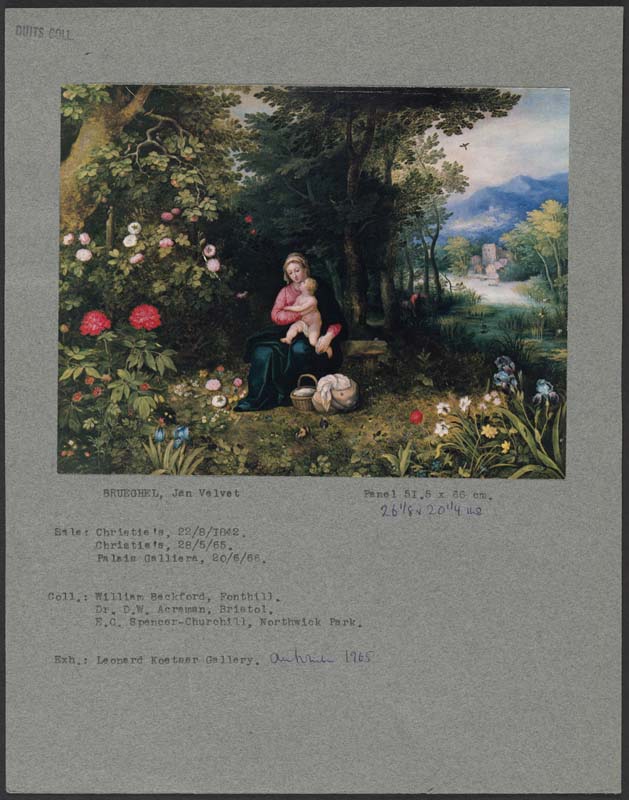 DUITS COLL.
BRUEGHEL, Jan Velvet
Panel 51.5 x 66 cm.
26 1/8 x 20 1/4 ins
Sale: Christie's, 22/8/1842.
Christie's, 28/5/65.
Palais Galliera, 20/6/66.
Coll.: William Beckford, Fonthill.
Dr. D.W. Acraman, Bristol.
E.G. Spencer-Churchill, Northwick Park.
Exh.: Leonard Koetser Gallery. 1965